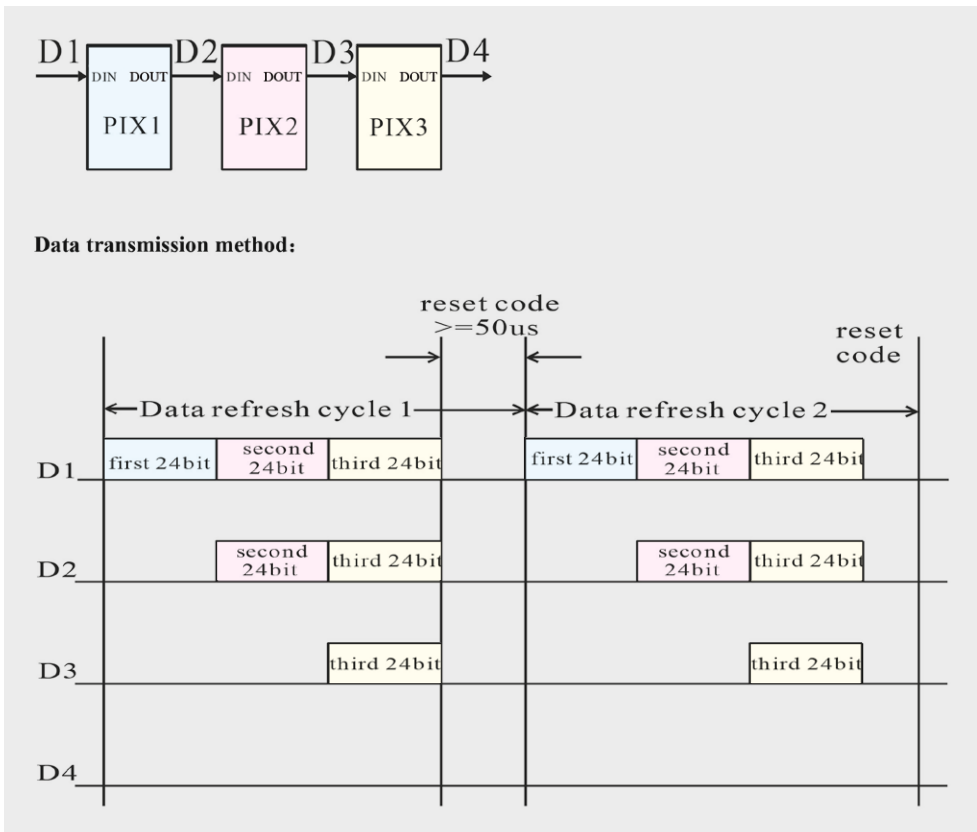 D1 D2 D3 D4
DIN DOUT DIN DOUT DIN DOUT
PIX1 PIX2 PIX3
Data transmission method:
reset code
>=50us
reset
code
Data refresh cycle 1 Data refresh cycle 2
D1 first 24bit second 24bit third 24bit first 24bit second 24bit third 24bit
D2 second 24bit third 24bit second 24bit third 24bit
D3 third 24bit third 24bit
D4